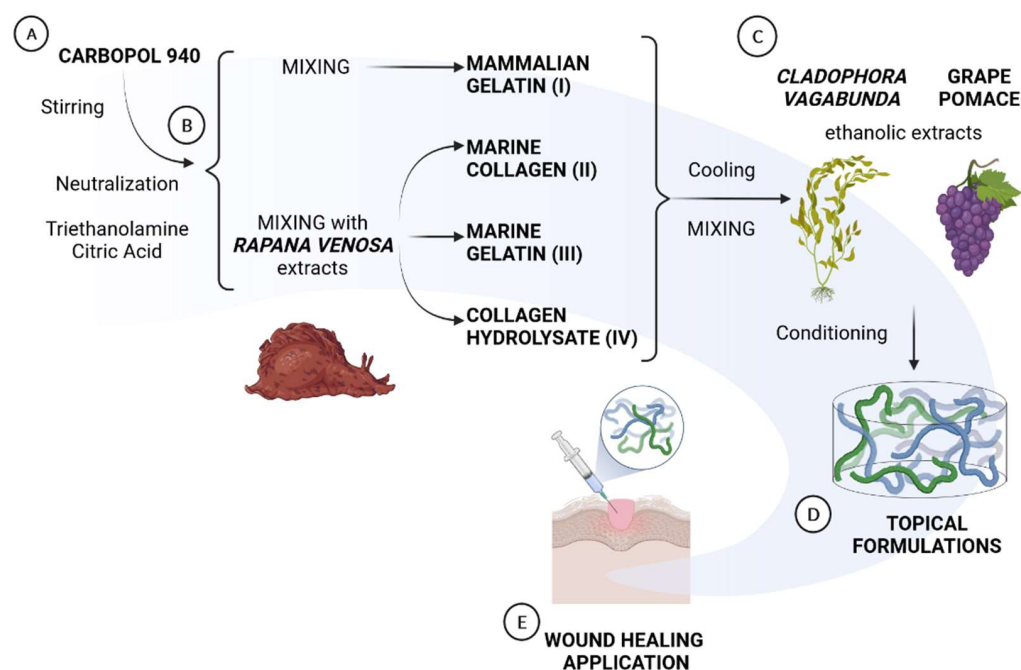 A
CARBOPOL 940
Stirring
B
Neutralization
Triethanolamine
Citric Acid
MIXING
MAMMALIAN
GELATIN (I)
MIXING with
RAPANA VENOSA
extracts
MARINE
COLLAGEN (II)
MARINE
GELATIN (III)
COLLAGEN
HYDROLYSATE (IV)
Cooling
MIXING
C
CLADOPHORA
VAGABUNDA
GRAPE
POMACE
ethanolic extracts
Conditioning
D
TOPICAL
FORMULATIONS
E
WOUND HEALING
APPLICATION